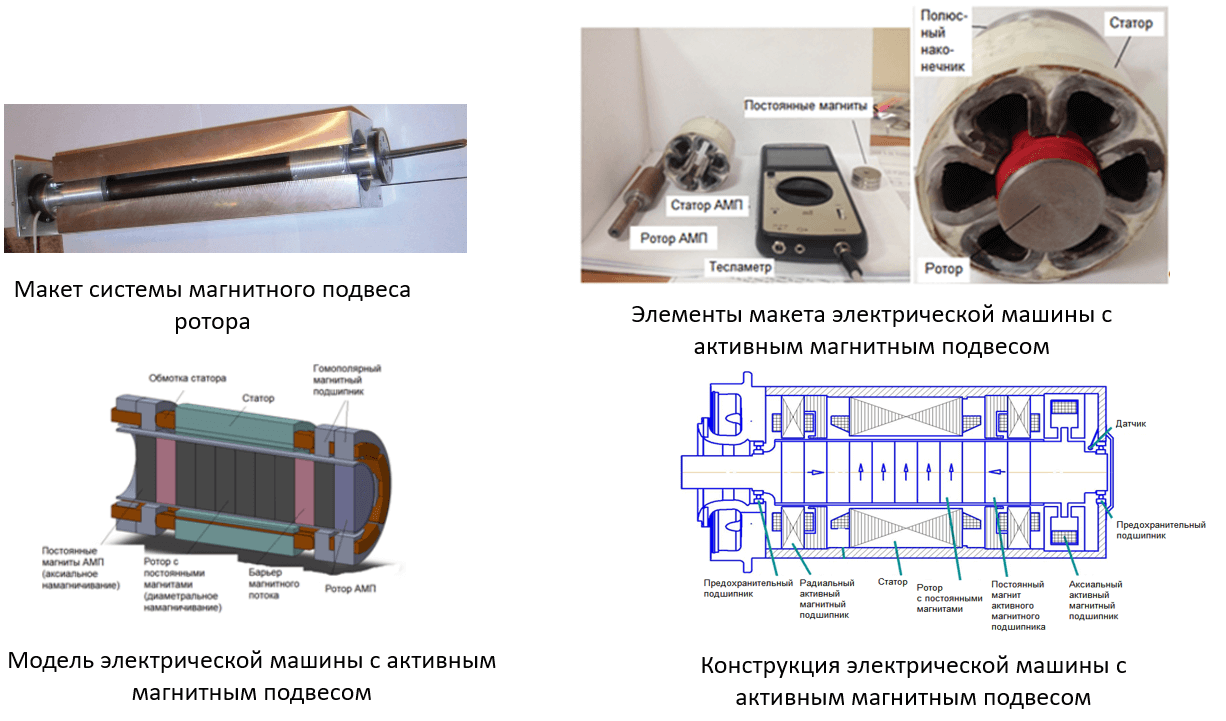 Макет системы магнитного подвеса
ротора
Полюс-
ный
нако-
нечник
Статор
Постоянные магниты
Статор АМП
Ротор АМП
Тесламетр
Ротор
Элементы макета электрической машины с
активным магнитным подвесом
Обмотка статора
Гомополярный
магнитный
подшипник
Статор
Постоянные
магниты АМП
(аксиальное
намагничивание)
Ротор с
постоянными
магнитами
(диаметральное
намагничивание)
Барьер
магнитного
потока
Ротор АМП
Модель электрической машины с активным
магнитным подвесом
Датчик
Предохранительный
подшипник
Предохранительный
подшипник
Радиальный
активный
магнитный
подшипник
Статор
Ротор
с постоянными
магнитами
Постоянный
магнит
активного
магнитного
подшипника
Аксиальный
активный
магнитный
подшипник
Конструкция электрической машины с
активным магнитным подвесом